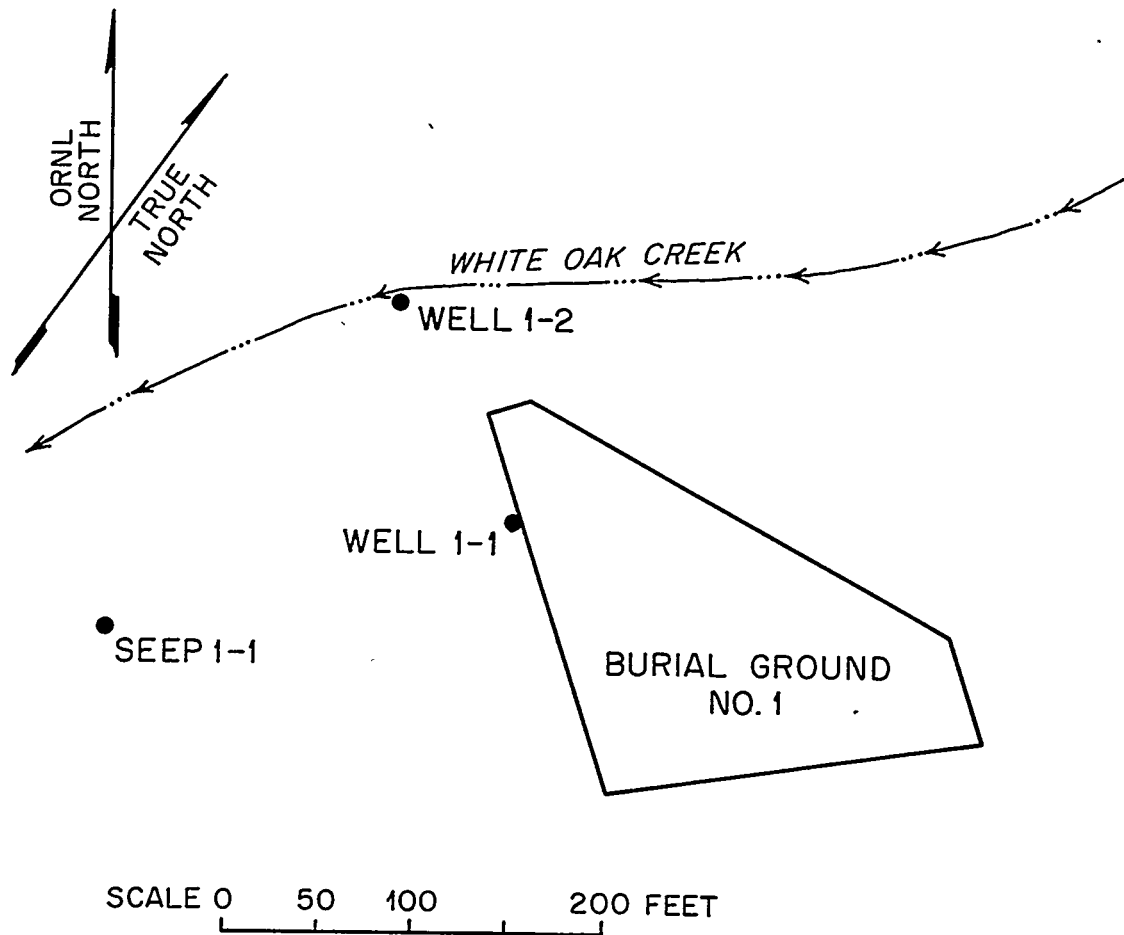 ORNL
NORTH
TRUE
NORTH
WHITE OAK CREEK
WELL 1-2
WELL 1-1
SEEP 1-1
BURIAL GROUND
NO. 1
SCALE 0 50 100 200 FEET